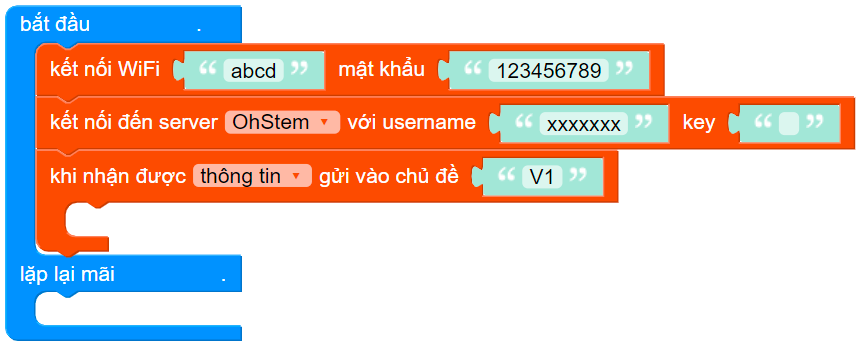 bắt đầu .
kết nối WiFi “ abcd ” mật khẩu “ 123456789 ”
kết nối đến server OhStem ▼ với username “ xxxxxxx ” key “ ”
khi nhận được thông tin ▼ gửi vào chủ đề “ V1 ”
lặp lại mãi .